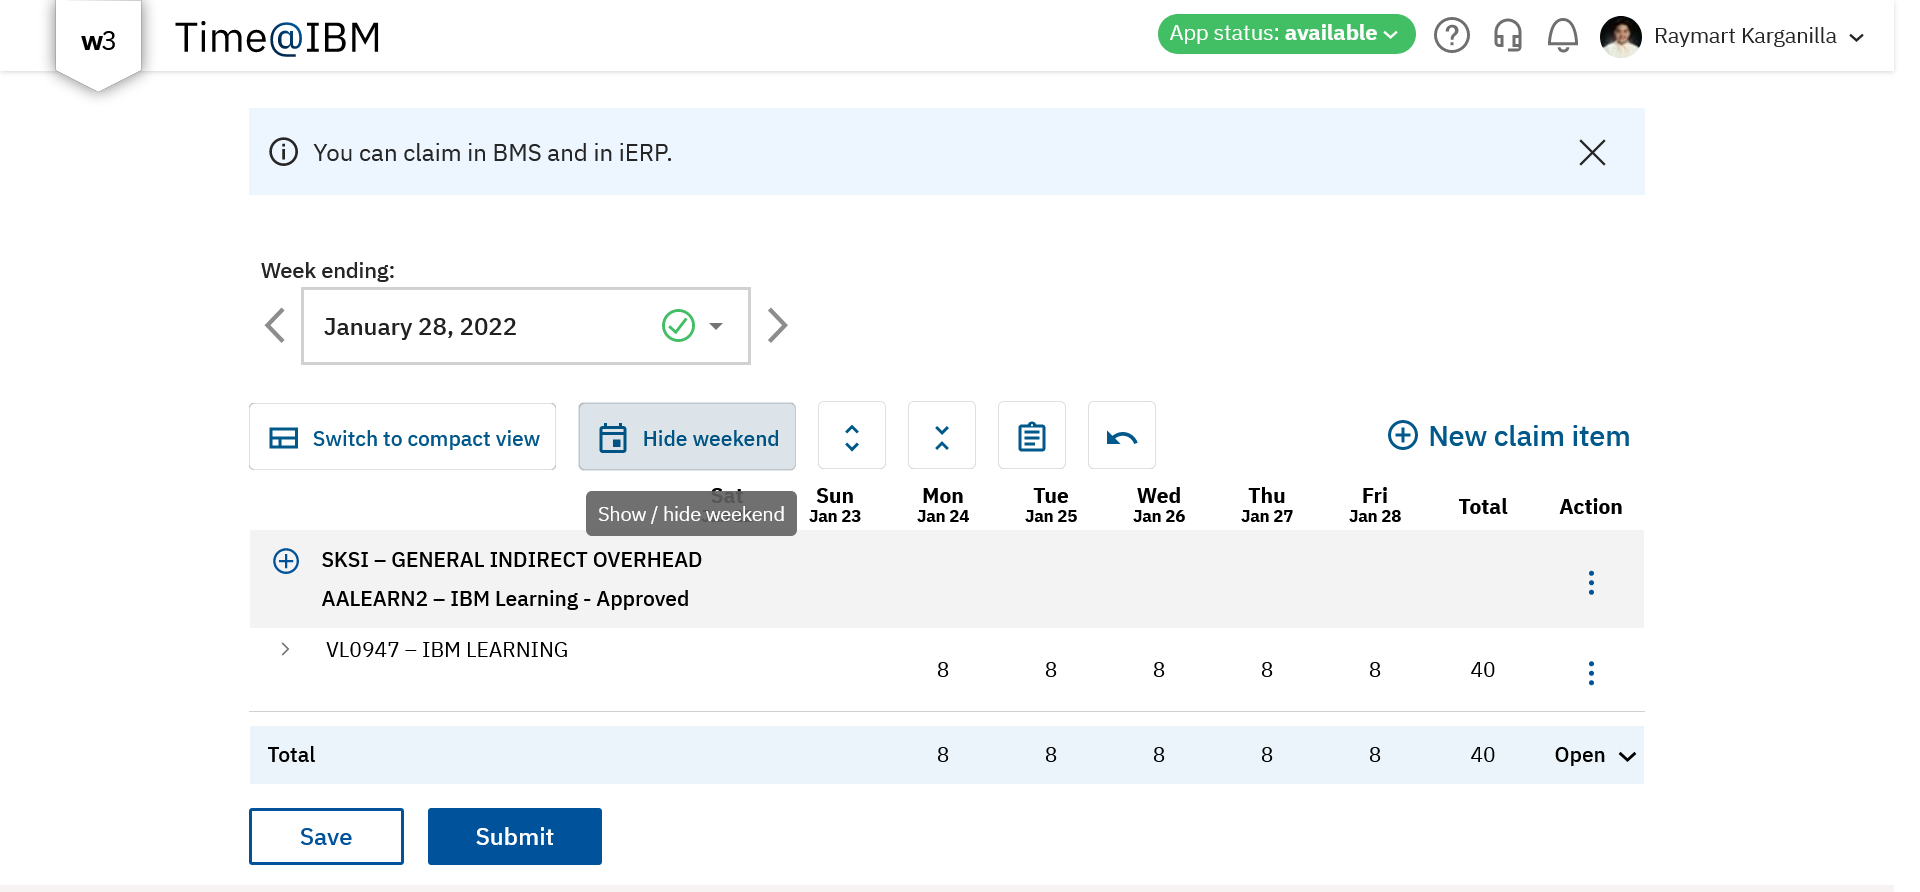 w3
Time@IBM
App status: available
Raymart Karganilla
You can claim in BMS and in iERP.
Week ending:
January 28, 2022
Switch to compact view
Hide weekend
New claim item
Sat Sun Mon Tue Wed Thu Fri Total Action
Jan 23 Jan 24 Jan 25 Jan 26 Jan 27 Jan 28
Show / hide weekend
SKSI – GENERAL INDIRECT OVERHEAD
AALEARN2 – IBM Learning - Approved
VL0947 – IBM LEARNING
8 8 8 8 8 40
Total 8 8 8 8 8 40 Open
Save Submit